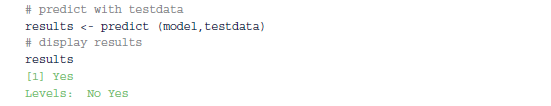 # predict with testdata
results <- predict (model,testdata)
# display results
results
[1] Yes
Levels: No Yes